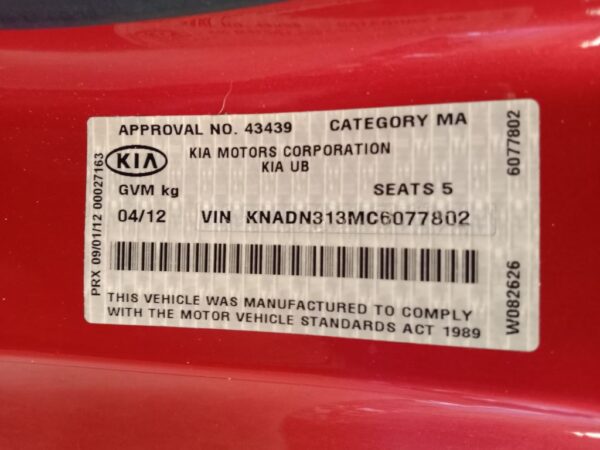 APPROVAL NO. 43439 CATEGORY MA
KIA
KIA MOTORS CORPORATION
KIA UB
GVM kg SEATS 5
04/12 VIN KNADN313MC6077802
THIS VEHICLE WAS MANUFACTURED TO COMPLY
WITH THE MOTOR VEHICLE STANDARDS ACT 1989
PRX 09/01/12 00027163
W082626 6077802